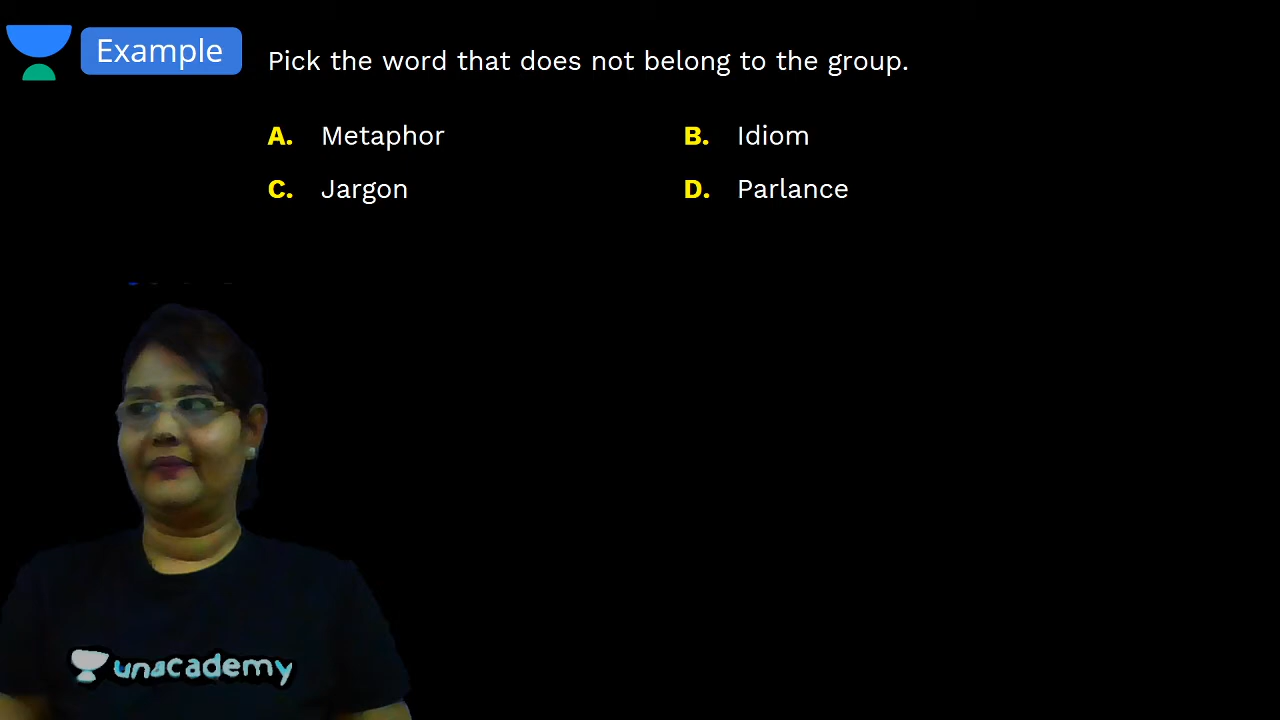 Example
Pick the word that does not belong to the group.
A. Metaphor B. Idiom
C. Jargon D. Parlance
unacademy